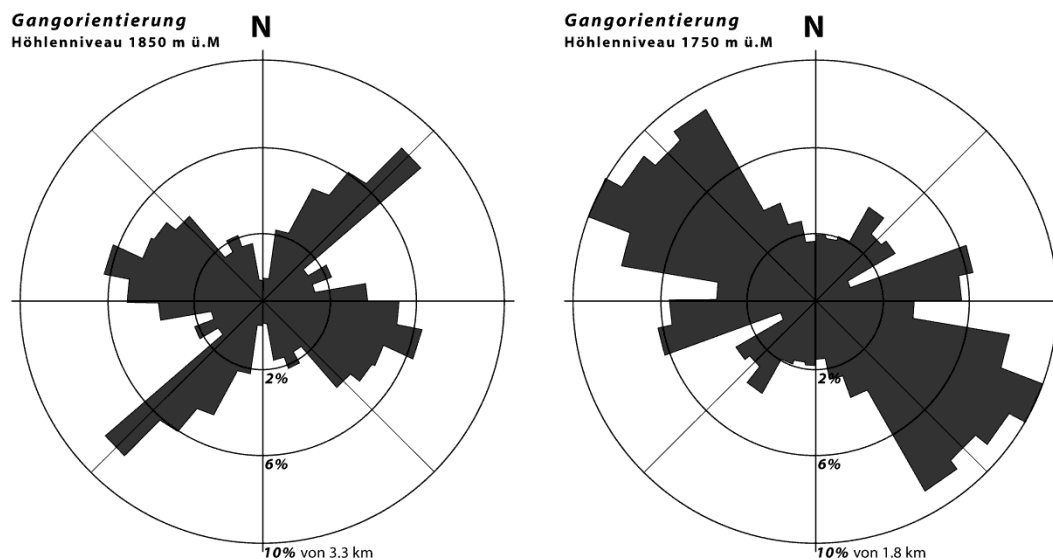 Gangorientierung
Höhlenniveau 1850 m ü.M
N
2%
6%
10% von 3.3 km
Gangorientierung
Höhlenniveau 1750 m ü.M
N
2%
6%
10% von 1.8 km